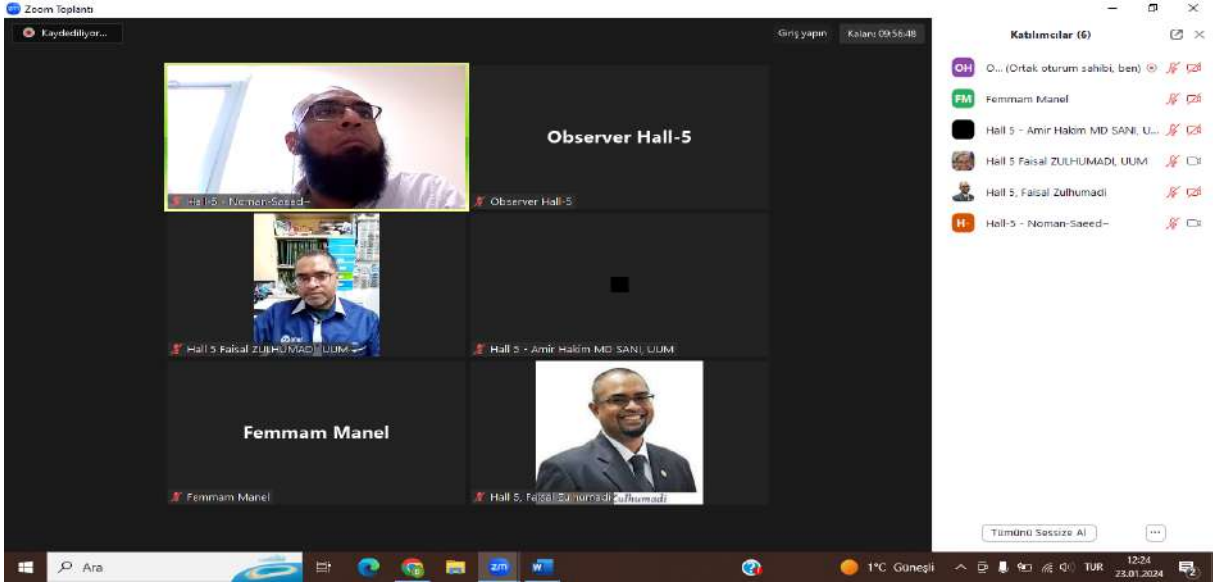 Zoom Toplantı
Kaydediliyor...
Giriş yapın
Kalan: 09:56:48
Katılımcılar (6)
Observer Hall-5
Hall-5 - Noman-Saeed~
Observer Hall-5
Hall 5 Faisal ZULHUMADI, UUM
Hall 5 - Amir Hakim MD SANI, UUM
Femmam Manel
Femmam Manel
Hall 5, Faisal Zulhumadi
Zulhumadi
OH
O... (Ortak oturum sahibi, ben)
FM
Femmam Manel
Hall 5 - Amir Hakim MD SANI, U...
Hall 5 Faisal ZULHUMADI, UUM
Hall 5, Faisal Zulhumadi
H-
Hall-5 - Noman-Saeed~
Tümünü Sessize Al
Ara
zm
W
1°C Güneşli
TUR
12:24
23.01.2024
2